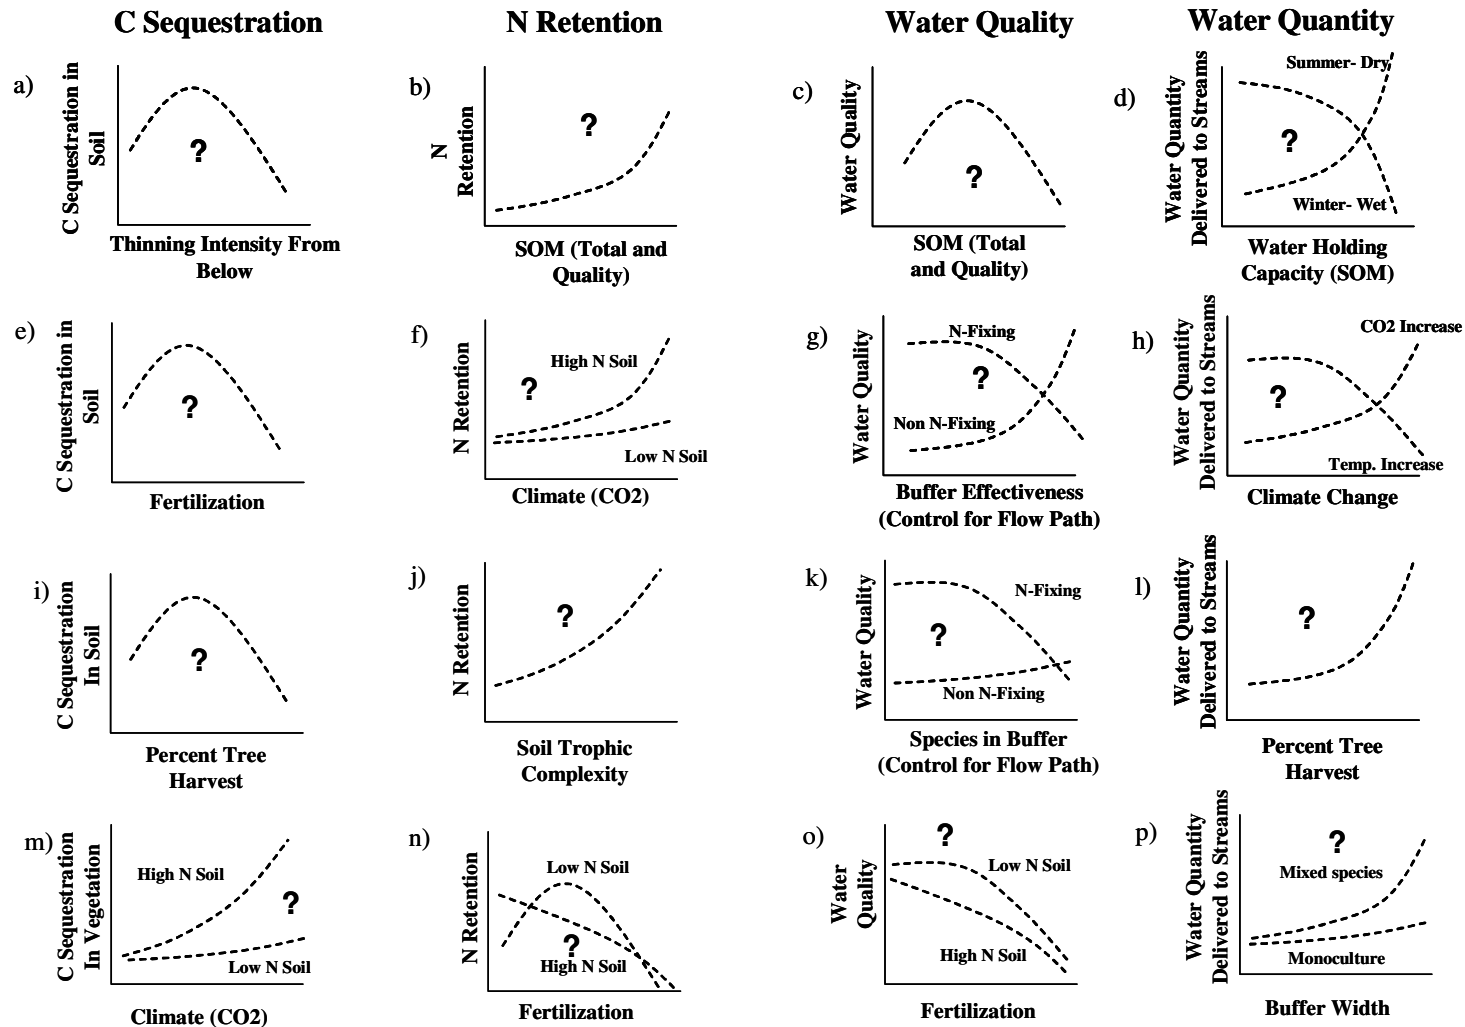 C Sequestration
N Retention
Water Quality
Water Quantity
a)
C Sequestration in
Soil
?
Thinning Intensity From
Below
b)
N
Retention
?
SOM (Total and
Quality)
c)
Water Quality
?
SOM (Total
and Quality)
d)
Water Quantity
Delivered to Streams
Summer- Dry
?
Winter- Wet
Water Holding
Capacity (SOM)
e)
C Sequestration in
Soil
?
Fertilization
f)
N Retention
High N Soil
?
Low N Soil
Climate (CO2)
g)
Water Quality
N-Fixing
?
Non N-Fixing
Buffer Effectiveness
(Control for Flow Path)
h)
Water Quantity
Delivered to Streams
CO2 Increase
?
Temp. Increase
Climate Change
i)
C Sequestration
In Soil
?
Percent Tree
Harvest
j)
N Retention
?
Soil Trophic
Complexity
k)
Water Quality
N-Fixing
?
Non N-Fixing
Species in Buffer
(Control for Flow Path)
l)
Water Quantity
Delivered to Streams
?
Percent Tree
Harvest
m)
C Sequestration
In Vegetation
High N Soil
?
Low N Soil
Climate (CO2)
n)
N Retention
Low N Soil
?
High N Soil
Fertilization
o)
Water
Quality
?
Low N Soil
High N Soil
Fertilization
p)
Water Quantity
Delivered to Streams
?
Mixed species
Monoculture
Buffer Width